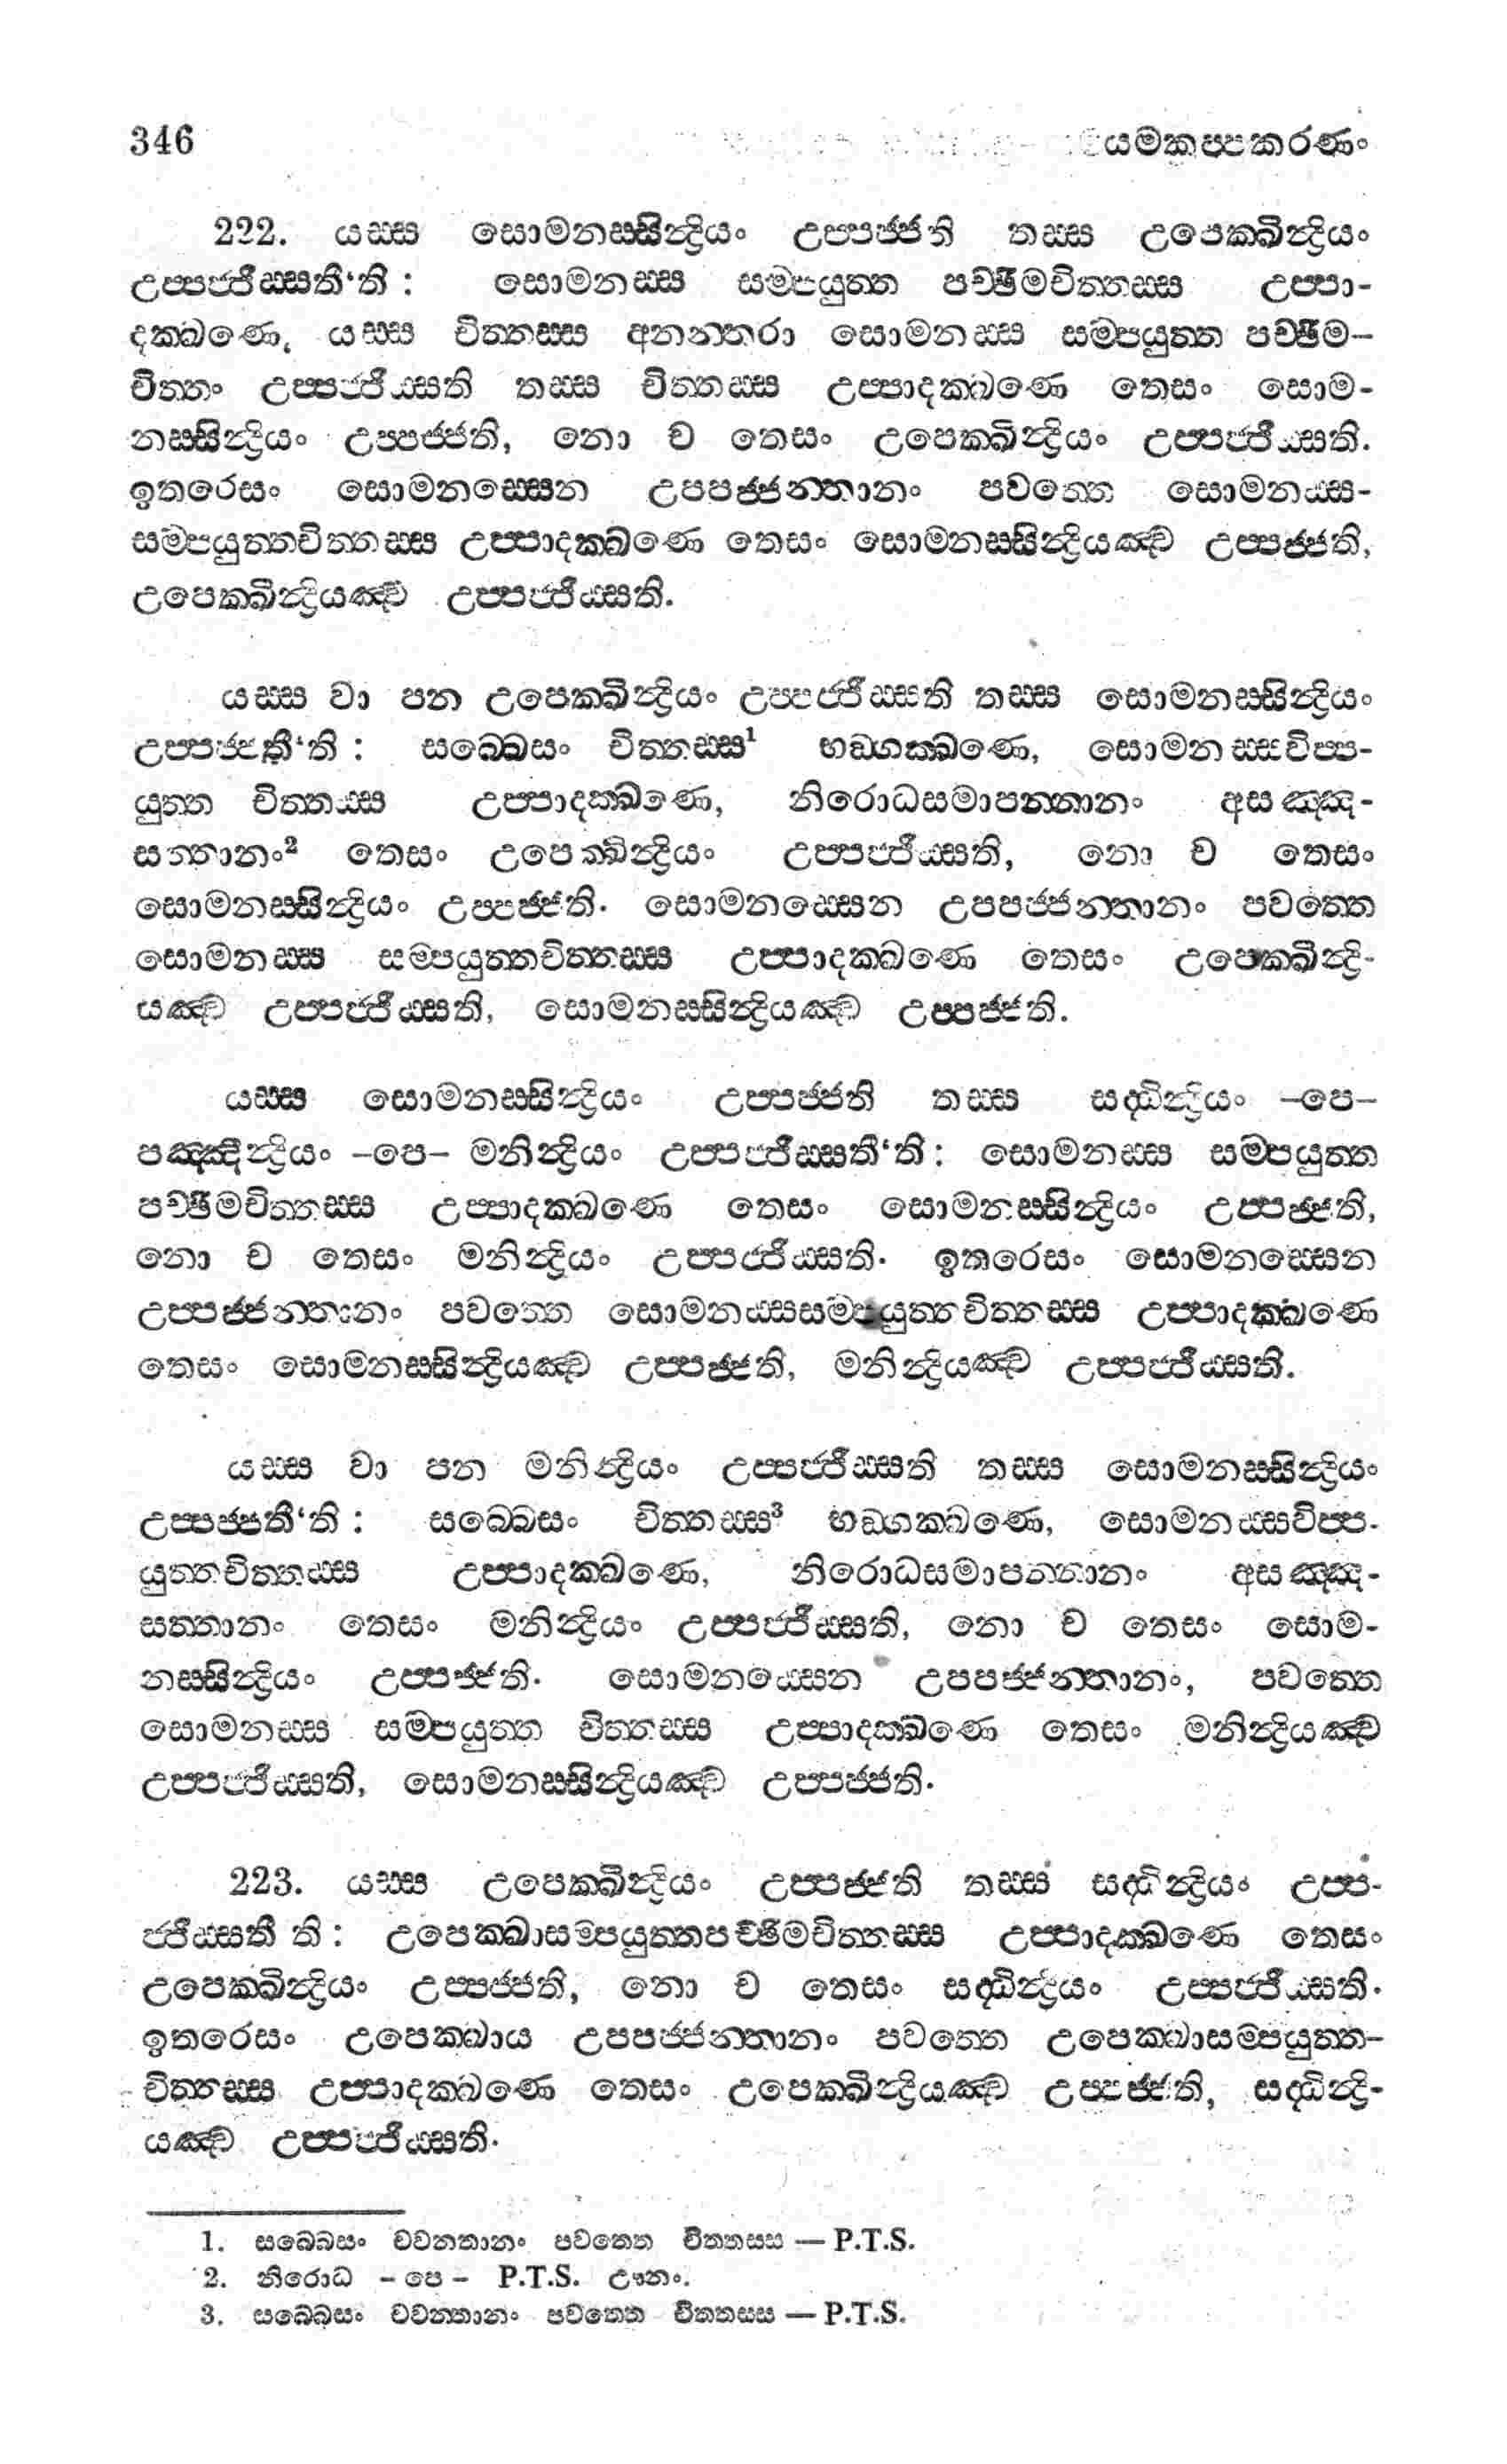 346 යමකප්පකරණං
222. යස්ස සොමනස්සින්ද්‍රියං උපපජ්ජති තස්ස උපෙක්ඛින්ද්‍රියං
උප්පජ්ජිස්සතී‘ති : සොමනස්ස සම්පයුත්ත පච්ඡිමචිත්තස්ස උප්පා-
දක්ඛණෙ, යස්ස චිත්තස්ස අනන්තරා සොමනස්ස සම්පයුත්ත පච්ඡිම-
චිත්තං උප්පජ්ජිස්සති තස්ස චිත්තස්ස උප්පාදක්ඛණෙ තෙසං සොම-
නස්සින්ද්‍රියං උප්පජ්ජති, නො ච තෙසං උපෙක්ඛින්ද්‍රියං උප්පජ්ජිස්සති.
ඉතරෙසං සොමනස්සෙන උපපජ්ජන්තානං පවත්තෙ සොමනස්ස-
සම්පයුත්තචිත්තස්ස උප්පාදක්ඛණෙ තෙසං සොමනස්සින්ද්‍රියඤ්ච උප්පජ්ජති,
උපෙක්ඛින්ද්‍රියඤ්ච උප්පජ්ජිස්සති.
යස්ස වා පන උපෙක්ඛින්ද්‍රියං උප්පජ්ජිස්සති තස්ස සොමනස්සින්ද්‍රියං
උප්පජ්ජතී‘ති : සබ්බෙසං චිත්තස්ස¹ භඞ්ගක්ඛණෙ, සොමනස්සවිප්ප-
යුත්ත චිත්තස්ස උප්පාදක්ඛණෙ, නිරොධසමාපන්නානං අසඤ්ඤ-
සත්තානං² තෙසං උපෙක්ඛින්ද්‍රියං උප්පජ්ජිස්සති, නො ච තෙසං
සොමනස්සින්ද්‍රියං උප්පජ්ජති. සොමනස්සෙන උපපජ්ජන්තානං පවත්තෙ
සොමනස්ස සම්පයුත්තචිත්තස්ස උප්පාදක්ඛණෙ තෙසං උපෙක්ඛින්ද්‍රි-
යඤ්ච උප්පජ්ජිස්සති, සොමනස්සින්ද්‍රියඤ්ච උප්පජ්ජති.
යස්ස සොමනස්සින්ද්‍රියං උප්පජ්ජති තස්ස සද්ධින්ද්‍රියං –පෙ–
පඤ්ඤින්ද්‍රියං –පෙ– මනින්ද්‍රියං උප්පජ්ජිස්සතී‘ති : සොමනස්ස සම්පයුත්ත
පච්ඡිමචිත්තස්ස උප්පාදක්ඛණෙ තෙසං සොමනස්සින්ද්‍රියං උප්පජ්ජති,
නො ච තෙසං මනින්ද්‍රියං උප්පජ්ජිස්සති. ඉතරෙසං සොමනස්සෙන
උප්පජ්ජන්තානං පවත්තෙ සොමනස්සසම්පයුත්තචිත්තස්ස උප්පාදක්ඛණෙ
තෙසං සොමනස්සින්ද්‍රියඤ්ච උප්පජ්ජති, මනින්ද්‍රියඤ්ච උප්පජ්ජිස්සති.
යස්ස වා පන මනින්ද්‍රියං උප්පජ්ජිස්සති තස්ස සොමනස්සින්ද්‍රියං
උප්පජ්ජතී‘ති : සබ්බෙසං චිත්තස්ස³ භඞ්ගක්ඛණෙ, සොමනස්සවිප්ප-
යුත්තචිත්තස්ස උප්පාදක්ඛණෙ, නිරොධසමාපන්නානං අසඤ්ඤ-
සත්තානං තෙසං මනින්ද්‍රියං උප්පජ්ජිස්සති, නො ච තෙසං සොම-
නස්සින්ද්‍රියං උප්පජ්ජති. සොමනස්සෙන උපපජ්ජන්තානං, පවත්තෙ
සොමනස්ස සම්පයුත්ත චිත්තස්ස උප්පාදක්ඛණෙ තෙසං මනින්ද්‍රියඤ්ච
උප්පජ්ජිස්සති, සොමනස්සින්ද්‍රියඤ්ච උප්පජ්ජති.
223. යස්ස උපෙක්ඛින්ද්‍රියං උප්පජ්ජති තස්ස සද්ධින්ද්‍රියං උප්ප-
ජ්ජිස්සතී ති : උපෙක්ඛාසම්පයුත්තපච්ඡිමචිත්තස්ස උප්පාදක්ඛණෙ තෙසං
උපෙක්ඛින්ද්‍රියං උප්පජ්ජති, නො ච තෙසං සද්ධින්ද්‍රියං උප්පජ්ජිස්සති.
ඉතරෙසං උපෙක්ඛාය උපපජ්ජන්තානං පවත්තෙ උපෙක්ඛාසම්පයුත්ත-
චිත්තස්ස උප්පාදක්ඛණෙ තෙසං උපෙක්ඛින්ද්‍රියඤ්ච උප්පජ්ජති, සද්ධින්ද්‍රි-
යඤ්ච උප්පජ්ජිස්සති.
1. සබ්බෙසං චවන්තානං පවත්තෙ චිත්තස්ස — P.T.S.
2. නිරොධ – පෙ – P.T.S. ඌනං.
3. සබ්බෙසං චවන්තානං පවත්තෙ චිත්තස්ස — P.T.S.